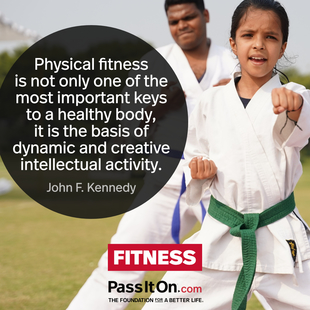 Physical fitness
is not only one of the
most important keys
to a healthy body,
it is the basis of
dynamic and creative
intellectual activity.
John F. Kennedy
FITNESS
PassItOn.com
THE FOUNDATION FOR A BETTER LIFE.